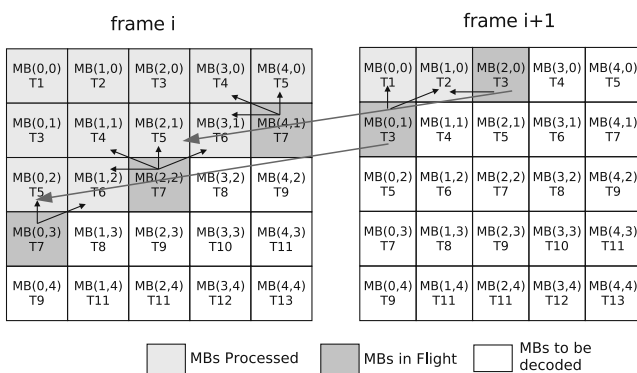 frame i
frame i+1
MB(0,0) MB(1,0) MB(2,0) MB(3,0) MB(4,0)
T1 T2 T3 T4 T5
MB(0,1) MB(1,1) MB(2,1) MB(3,1) MB(4,1)
T3 T4 T5 T6 T7
MB(0,2) MB(1,2) MB(2,2) MB(3,2) MB(4,2)
T5 T6 T7 T8 T9
MB(0,3) MB(1,3) MB(2,3) MB(3,3) MB(4,3)
T7 T8 T9 T10 T11
MB(0,4) MB(1,4) MB(2,4) MB(3,4) MB(4,4)
T9 T11 T11 T12 T13
MB(0,0) MB(1,0) MB(2,0) MB(3,0) MB(4,0)
T1 T2 T3 T4 T5
MB(0,1) MB(1,1) MB(2,1) MB(3,1) MB(4,1)
T3 T4 T5 T6 T7
MB(0,2) MB(1,2) MB(2,2) MB(3,2) MB(4,2)
T5 T6 T7 T8 T9
MB(0,3) MB(1,3) MB(2,3) MB(3,3) MB(4,3)
T7 T8 T9 T10 T11
MB(0,4) MB(1,4) MB(2,4) MB(3,4) MB(4,4)
T9 T11 T11 T12 T13
MBs Processed
MBs in Flight
MBs to be
decoded